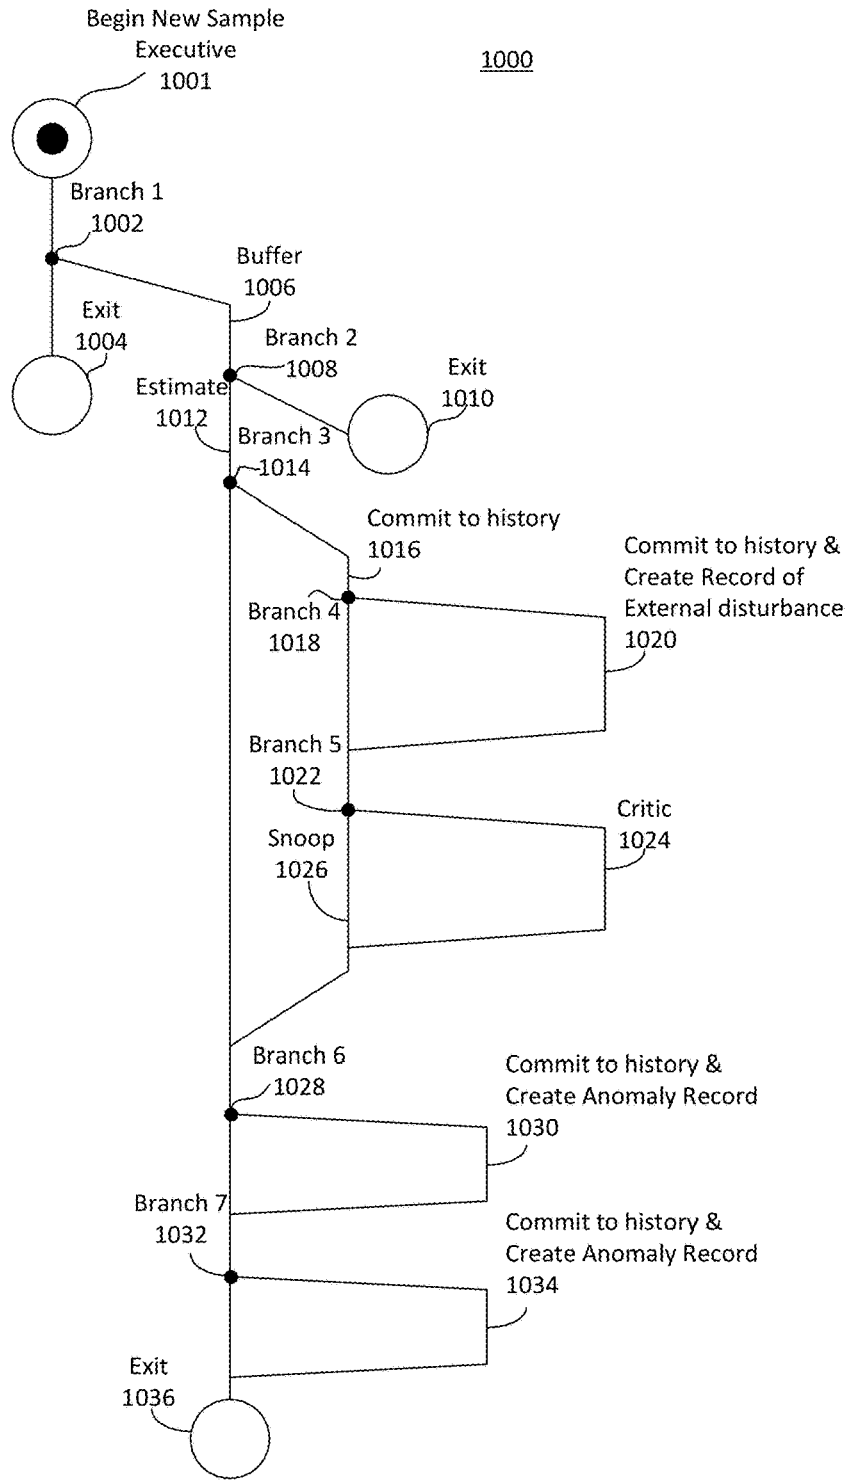 Begin New Sample
Executive
1001
1000
Branch 1
1002
Buffer
1006
Exit
1004
Branch 2
1008
Exit
1010
Estimate
1012
Branch 3
1014
Commit to history
1016
Commit to history &
Create Record of
External disturbance
1020
Branch 4
1018
Branch 5
1022
Critic
1024
Snoop
1026
Branch 6
1028
Commit to history &
Create Anomaly Record
1030
Branch 7
1032
Commit to history &
Create Anomaly Record
1034
Exit
1036